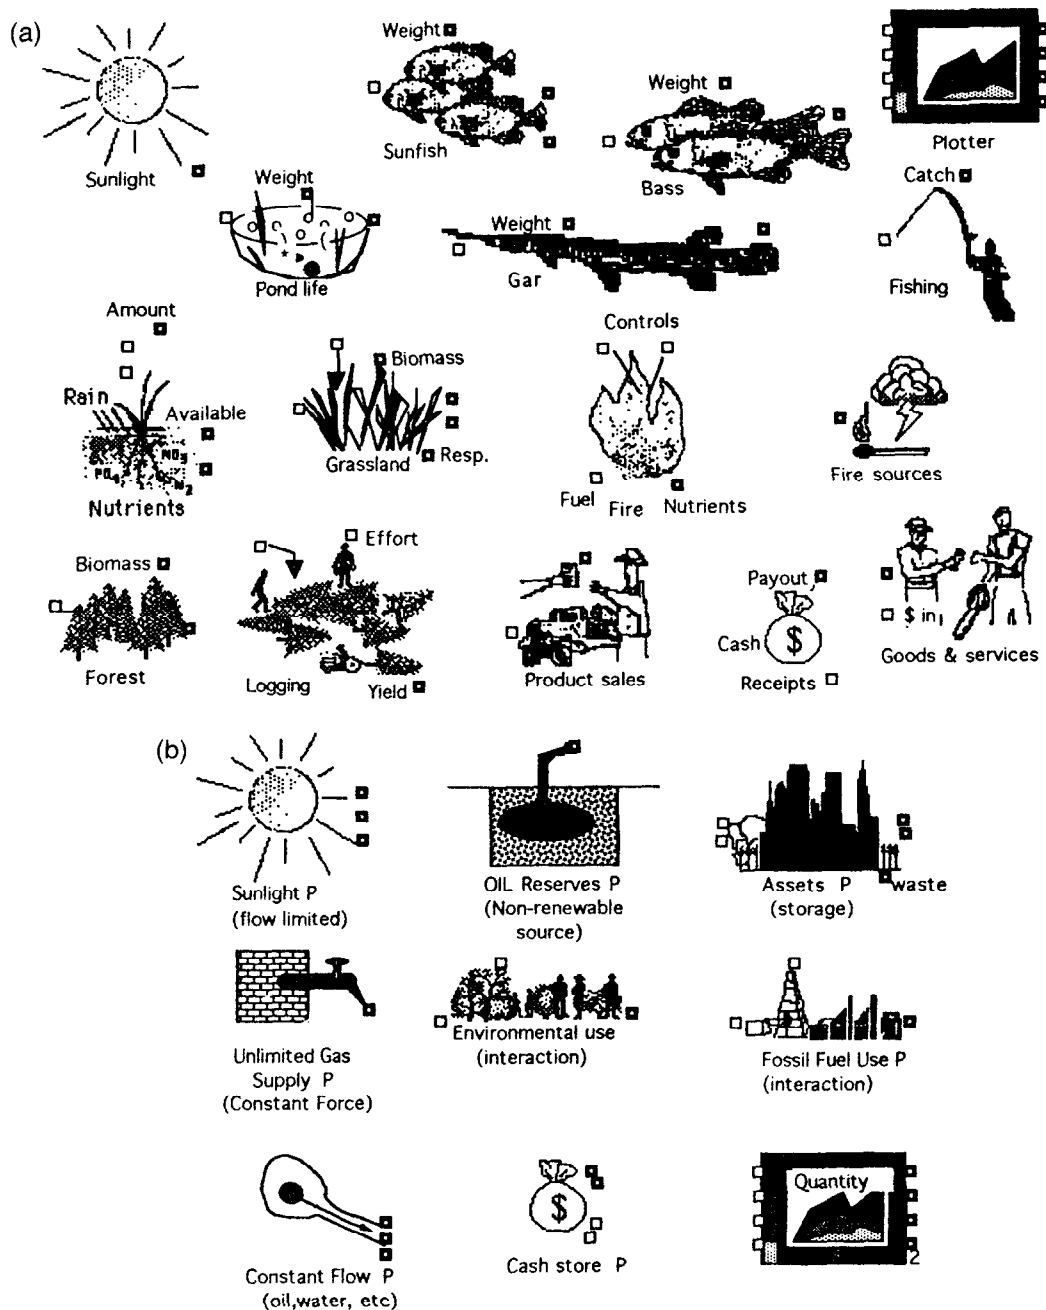 (a)
Weight
Weight
Sunfish
Bass
Plotter
Sunlight
Weight
Catch
Weight
Pond life
Gar
Fishing
Amount
Controls
Rain
Available
Biomass
NO3
PO4
N2
Nutrients
Grassland
Resp.
Fuel
Fire
Nutrients
Fire sources
Biomass
Effort
Payout
$ in
$
Cash
Forest
Logging
Yield
Product sales
Receipts
Goods & services
(b)
Sunlight P
(flow limited)
OIL Reserves P
(Non-renewable
source)
Assets P
waste
(storage)
Unlimited Gas
Supply P
(Constant Force)
Environmental use
(interaction)
Fossil Fuel Use P
(interaction)
Quantity
$
2
Constant Flow P
(oil,water, etc)
Cash store P